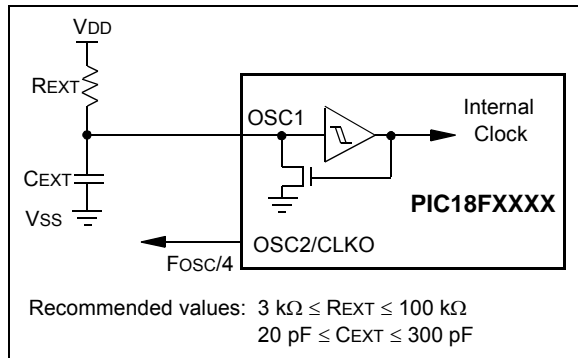 VDD
REXT
OSC1
Internal
Clock
CEXT
PIC18FXXXX
VSS
OSC2/CLKO
FOSC/4
Recommended values: 3 kΩ ≤ REXT ≤ 100 kΩ
20 pF ≤ CEXT ≤ 300 pF